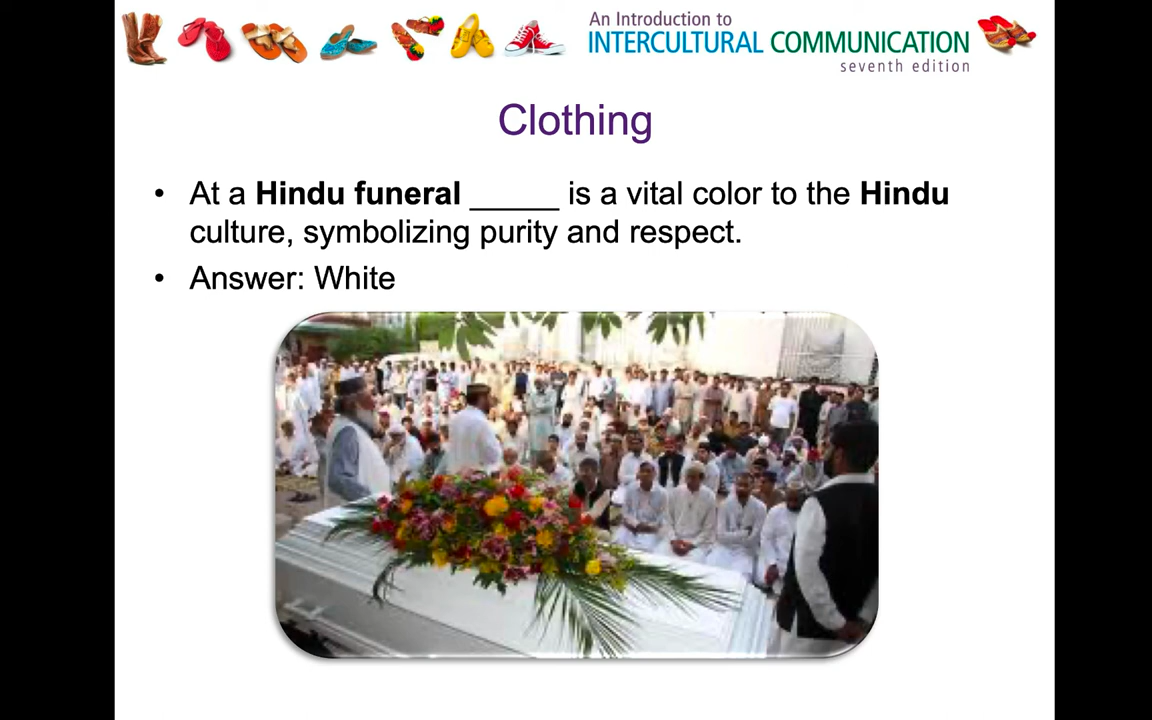 An Introduction to
INTERCULTURAL COMMUNICATION
seventh edition
Clothing
• At a Hindu funeral _____ is a vital color to the Hindu
culture, symbolizing purity and respect.
• Answer: White